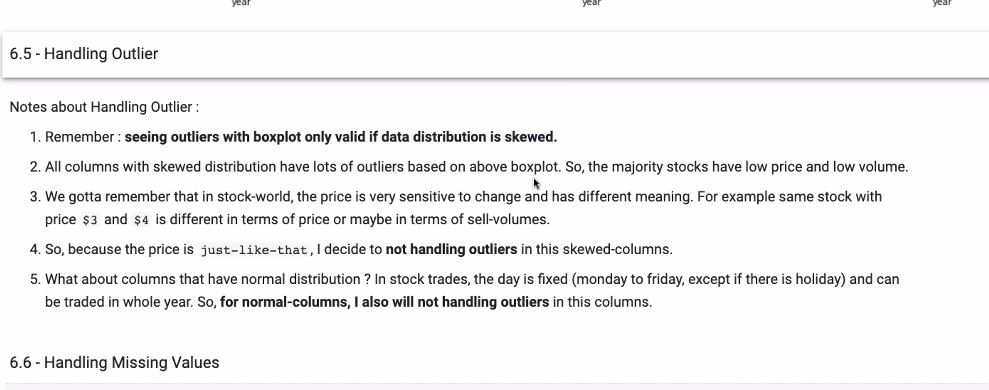 year year year
6.5 - Handling Outlier
Notes about Handling Outlier :
1. Remember : seeing outliers with boxplot only valid if data distribution is skewed.
2. All columns with skewed distribution have lots of outliers based on above boxplot. So, the majority stocks have low price and low volume.
3. We gotta remember that in stock-world, the price is very sensitive to change and has different meaning. For example same stock with
price $3 and $4 is different in terms of price or maybe in terms of sell-volumes.
4. So, because the price is just-like-that, I decide to not handling outliers in this skewed-columns.
5. What about columns that have normal distribution ? In stock trades, the day is fixed (monday to friday, except if there is holiday) and can
be traded in whole year. So, for normal-columns, I also will not handling outliers in this columns.
6.6 - Handling Missing Values